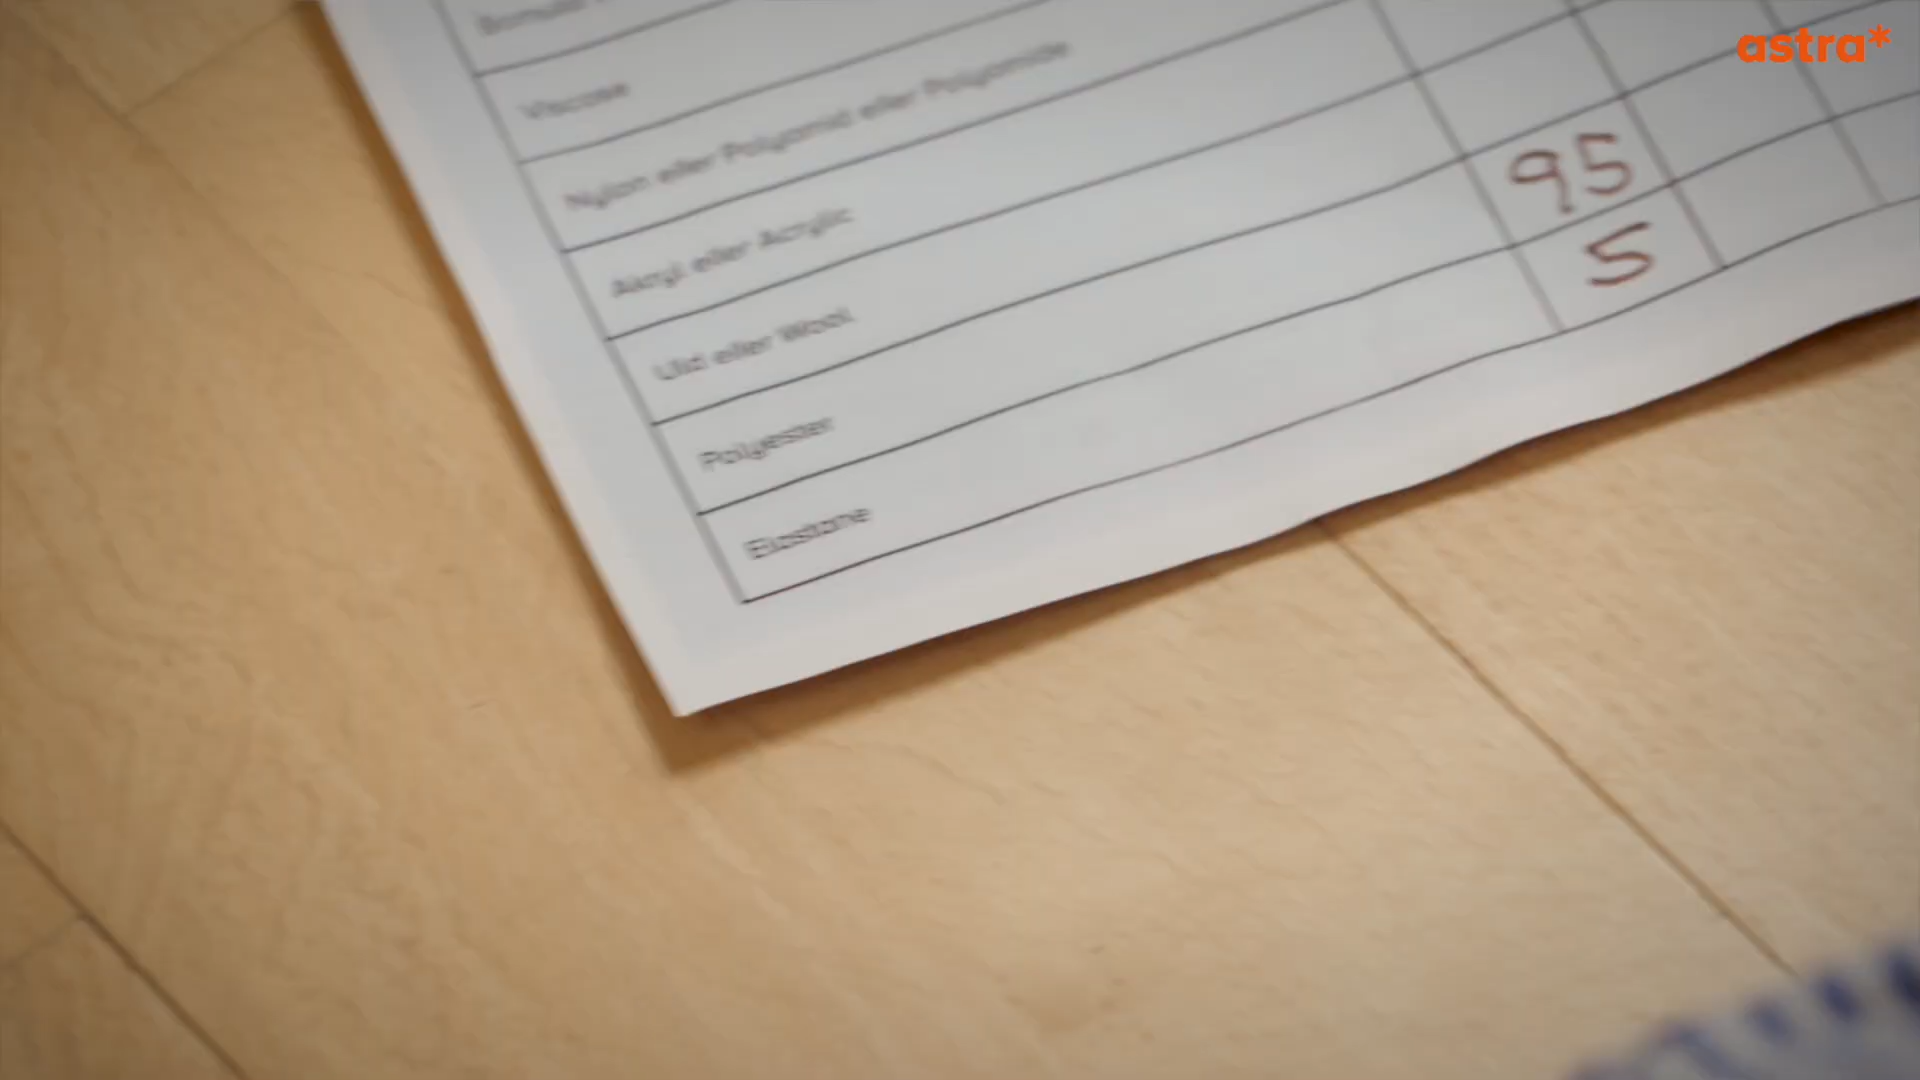 astra*
Viscose
Nylon eller Polyamid eller Polyamide
Akryl eller Acrylic
Uld eller Wool
Polyester 95
Elastane 5